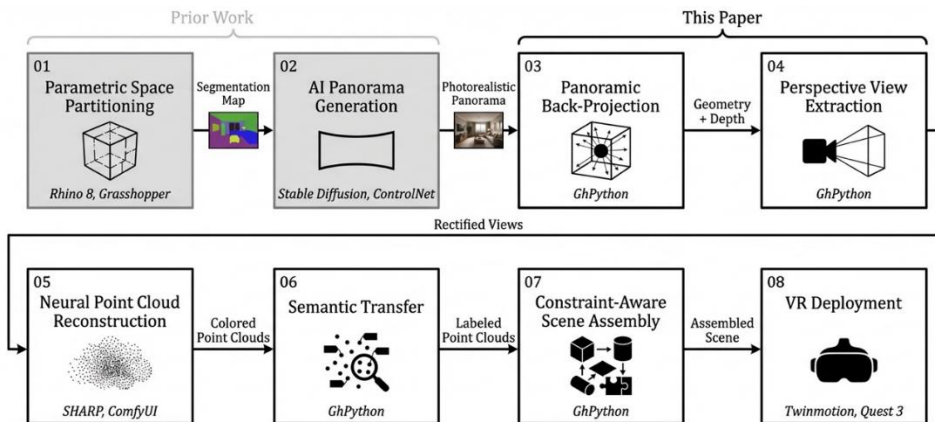 Prior Work
This Paper
01
Parametric Space
Partitioning
Rhino 8, Grasshopper
Segmentation
Map
02
AI Panorama
Generation
Stable Diffusion, ControlNet
Photorealistic
Panorama
03
Panoramic
Back-Projection
GhPython
Geometry
+ Depth
04
Perspective View
Extraction
GhPython
Rectified Views
05
Neural Point Cloud
Reconstruction
SHARP, ComfyUI
Colored
Point Clouds
06
Semantic Transfer
GhPython
Labeled
Point Clouds
07
Constraint-Aware
Scene Assembly
GhPython
Assembled
Scene
08
VR Deployment
Twinmotion, Quest 3